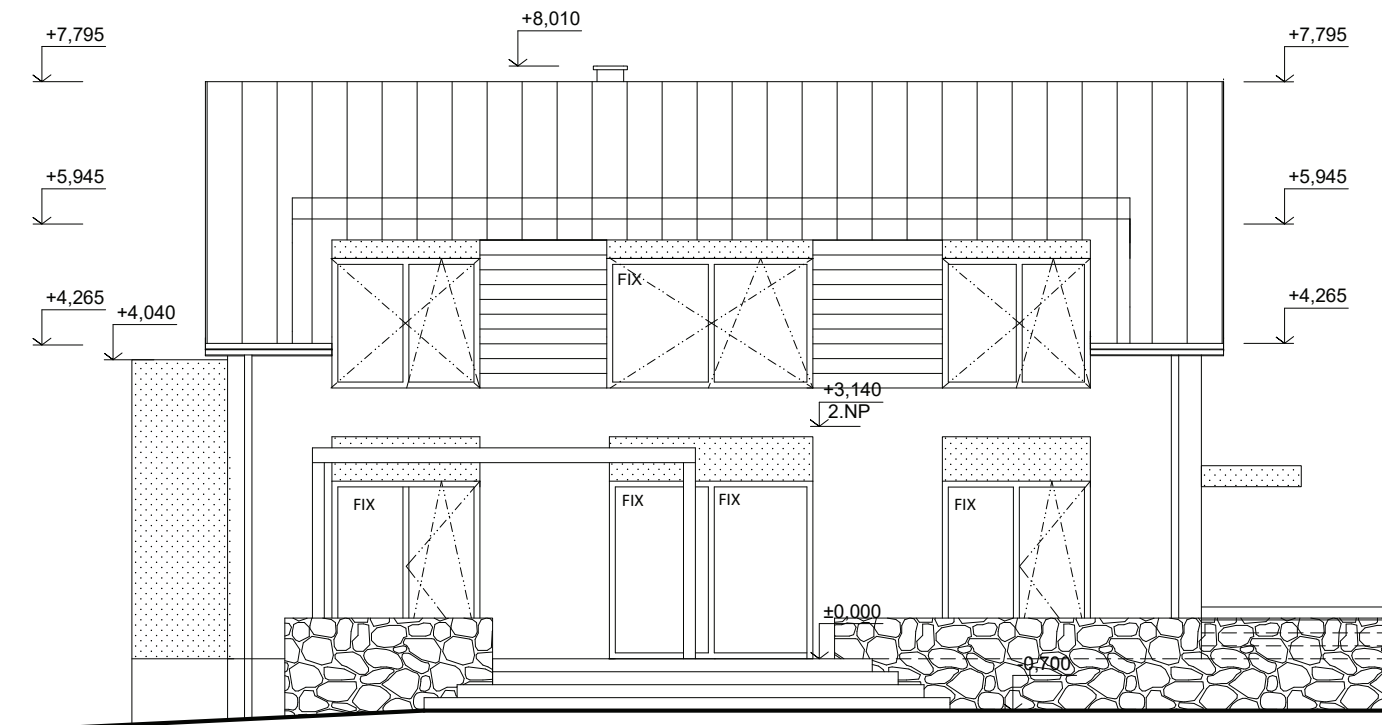 +8,010
+7,795
+7,795
+5,945
+5,945
+4,265
+4,265
+4,040
FIX
+3,140
2.NP
FIX
FIX
FIX
FIX
±0,000
-0,700